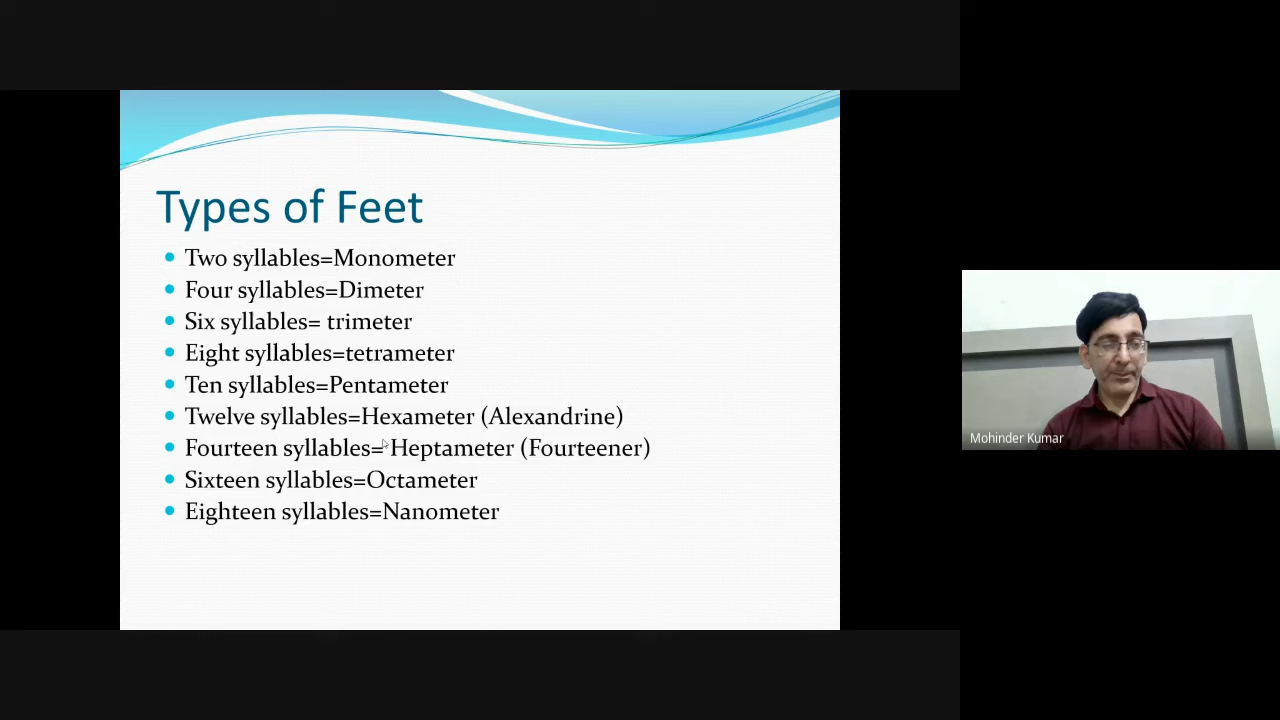 Types of Feet
Two syllables=Monometer
Four syllables=Dimeter
Six syllables= trimeter
Eight syllables=tetrameter
Ten syllables=Pentameter
Twelve syllables=Hexameter (Alexandrine)
Fourteen syllables= Heptameter (Fourteener)
Sixteen syllables=Octameter
Eighteen syllables=Nanometer
Mohinder Kumar